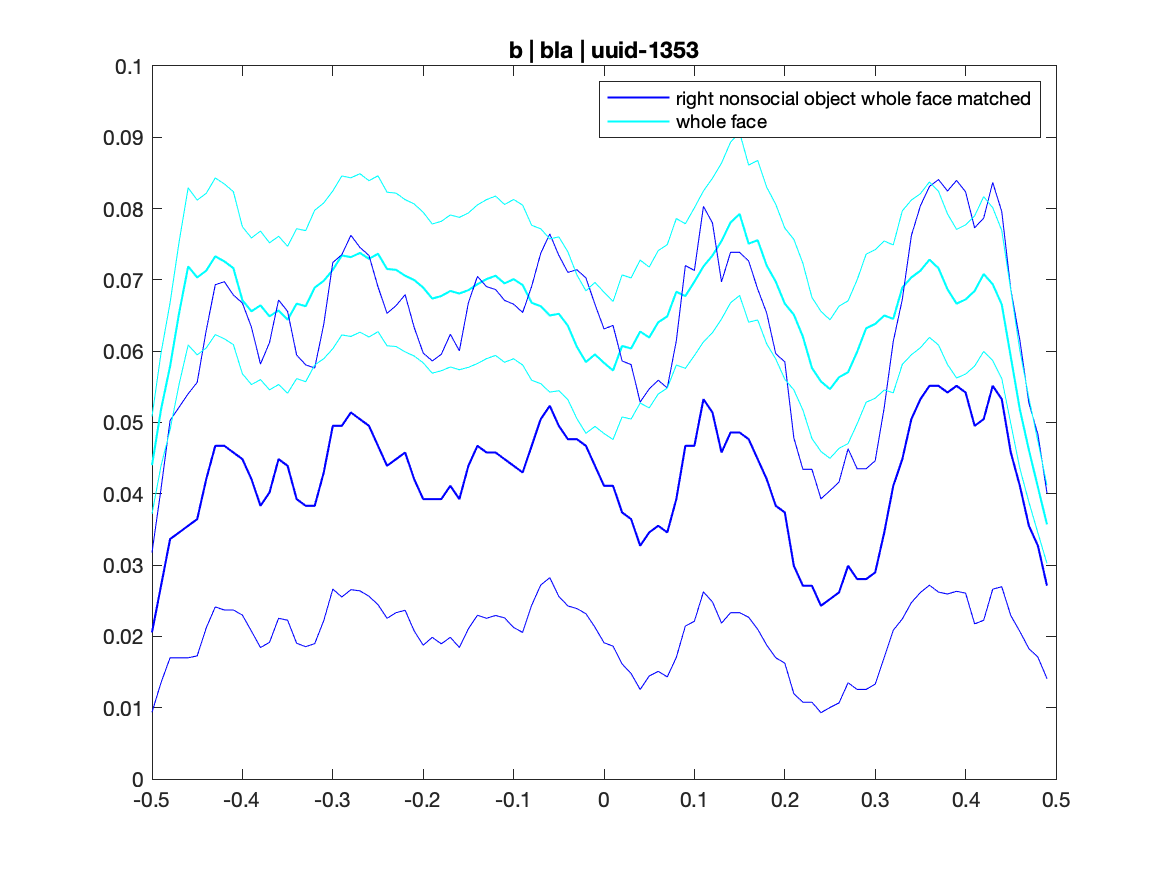 b | bla | uuid-1353
right nonsocial object whole face matched
whole face
0.1
0.09
0.08
0.07
0.06
0.05
0.04
0.03
0.02
0.01
0
-0.5 -0.4 -0.3 -0.2 -0.1 0 0.1 0.2 0.3 0.4 0.5